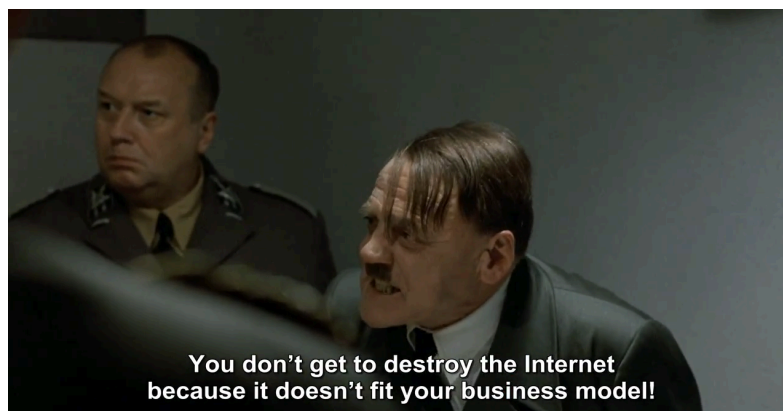 You don’t get to destroy the Internet
because it doesn’t fit your business model!